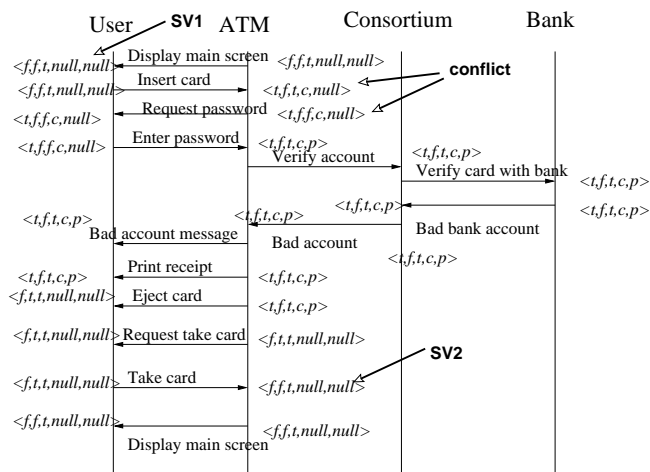 SV1
User ATM Consortium Bank
<f,f,t,null,null> Display main screen <f,f,t,null,null>
conflict
<f,f,t,null,null> Insert card <t,f,t,c,null>
<t,f,f,c,null> Request password <t,f,f,c,null>
<t,f,f,c,null> Enter password <t,f,t,c,p>
Verify account <t,f,t,c,p>
Verify card with bank <t,f,t,c,p>
<t,f,t,c,p> <t,f,t,c,p> <t,f,t,c,p> <t,f,t,c,p>
Bad account message Bad account Bad bank account
<t,f,t,c,p>
<t,f,t,c,p> Print receipt <t,f,t,c,p>
<f,t,t,null,null> Eject card <t,f,t,c,p>
<f,t,t,null,null> Request take card <f,t,t,null,null>
SV2
<f,t,t,null,null> Take card <f,f,t,null,null>
<f,f,t,null,null> <f,f,t,null,null>
Display main screen